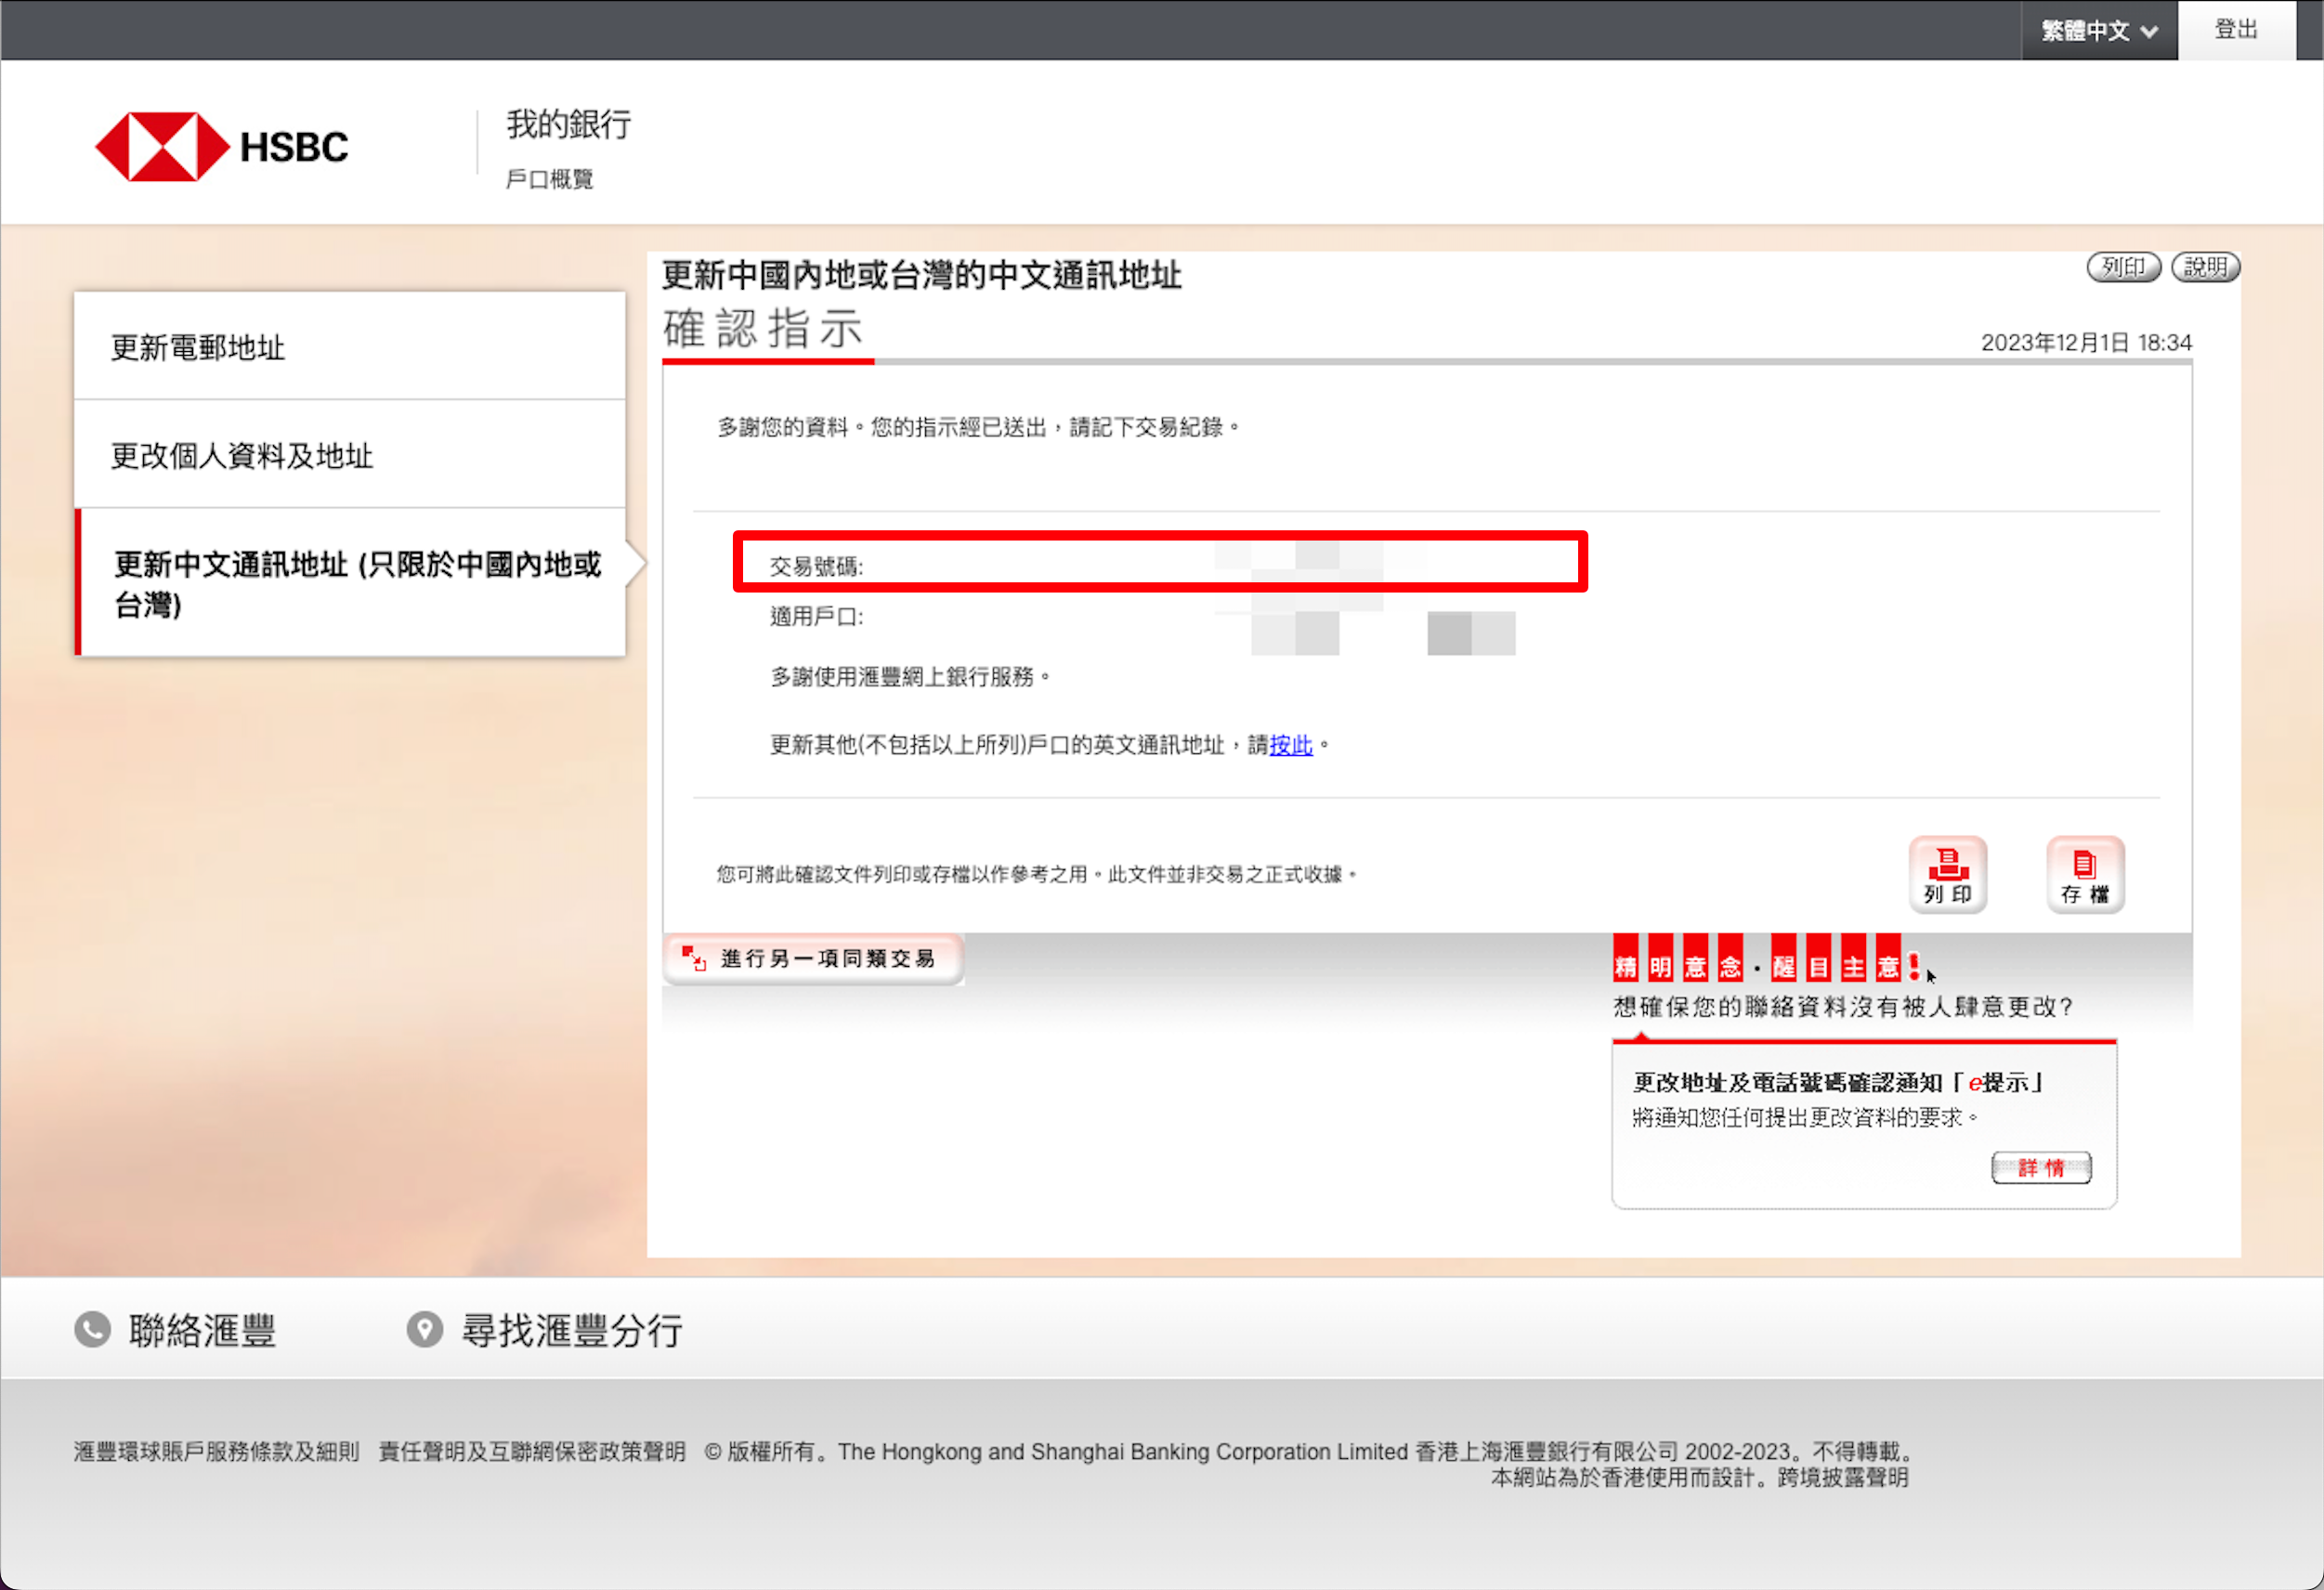 繁體中文
登出
HSBC
我的銀行
戶口概覽
更新電郵地址
更改個人資料及地址
更新中文通訊地址 (只限於中國內地或
台灣)
更新中國內地或台灣的中文通訊地址
列印
說明
確認指示
2023年12月1日 18:34
多謝您的資料。您的指示經已送出，請記下交易紀錄。
交易號碼:
適用戶口:
多謝使用滙豐網上銀行服務。
更新其他(不包括以上所列)戶口的英文通訊地址，請按此。
您可將此確認文件列印或存檔以作參考之用。此文件並非交易之正式收據。
列印
存檔
進行另一項同類交易
精明意念·醒目主意!
想確保您的聯絡資料沒有被人肆意更改?
更改地址及電話號碼確認通知「e提示」
將通知您任何提出更改資料的要求。
詳情
聯絡滙豐
尋找滙豐分行
滙豐環球賬戶服務條款及細則 責任聲明及互聯網保密政策聲明 © 版權所有。The Hongkong and Shanghai Banking Corporation Limited 香港上海滙豐銀行有限公司 2002-2023。不得轉載。
本網站為於香港使用而設計。跨境披露聲明